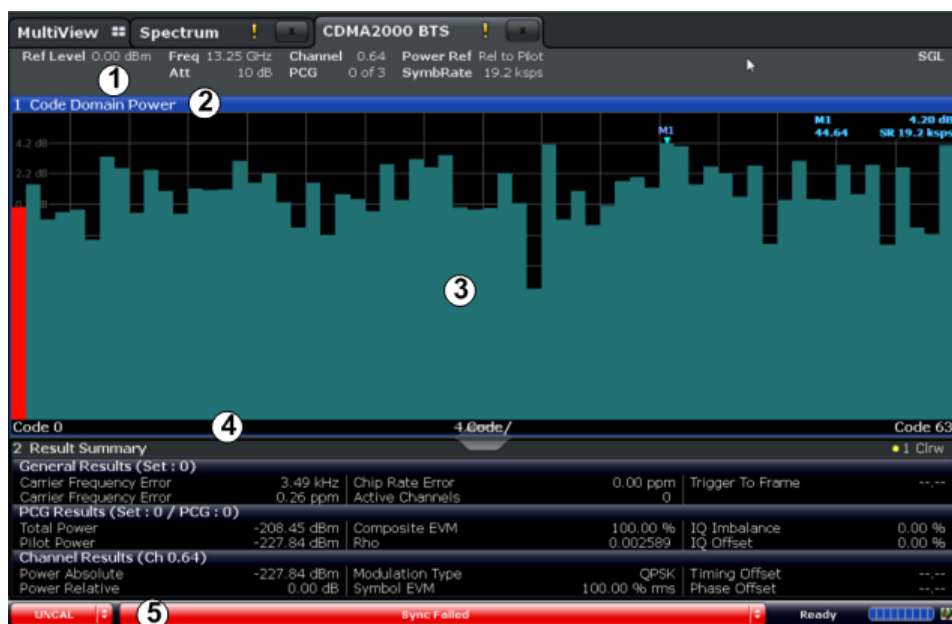 MultiView Spectrum ! x CDMA2000 BTS ! x
Ref Level 0.00 dBm Freq 13.25 GHz Channel 0.64 Power Ref Rel to Pilot SGL
1 Att 10 dB PCG 0 of 3 SymbRate 19.2 ksps
1 Code Domain Power 2
M1 4.20 dB
44.64 SR 19.2 ksps
M1
4.2 dB
2.2 dB
3
4
Code 0 4 Code/ Code 63
2 Result Summary 1 Clrw
General Results (Set : 0)
Carrier Frequency Error 3.49 kHz Chip Rate Error 0.00 ppm Trigger To Frame --.--
Carrier Frequency Error 0.26 ppm Active Channels 0
PCG Results (Set : 0 / PCG : 0)
Total Power -208.45 dBm Composite EVM 100.00 % IQ Imbalance 0.00 %
Pilot Power -227.84 dBm Rho 0.002589 IQ Offset 0.00 %
Channel Results (Ch 0.64)
Power Absolute -227.84 dBm Modulation Type QPSK Timing Offset --.--
Power Relative 0.00 dB Symbol EVM 100.00 % rms Phase Offset --.--
UNCAL 5 Sync Failed Ready